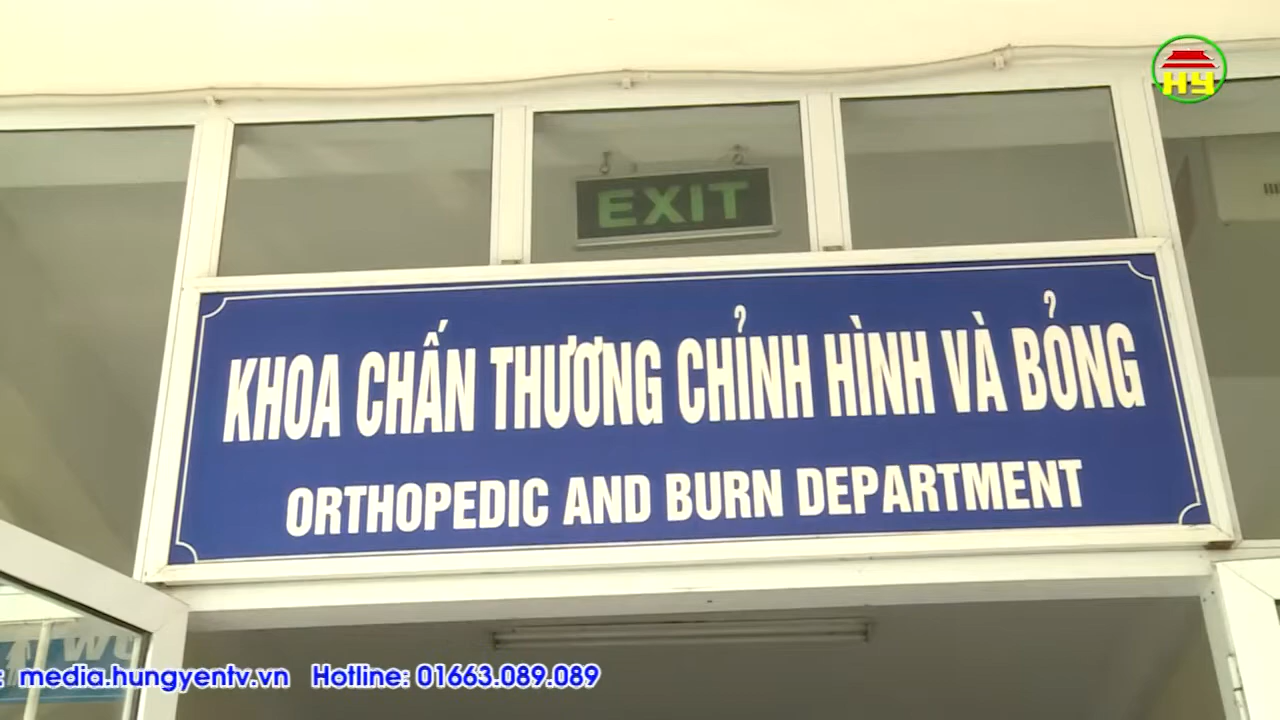 HY
EXIT
KHOA CHẤN THƯƠNG CHỈNH HÌNH VÀ BỎNG
ORTHOPEDIC AND BURN DEPARTMENT
: media.hungyentv.vn Hotline: 01663.089.089